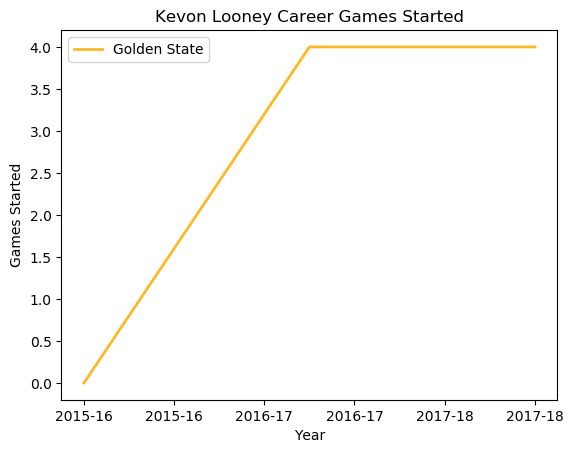 Kevon Looney Career Games Started
Golden State
4.0
3.5
3.0
2.5
2.0
1.5
1.0
0.5
0.0
Games Started
2015-16 2015-16 2016-17 2016-17 2017-18 2017-18
Year